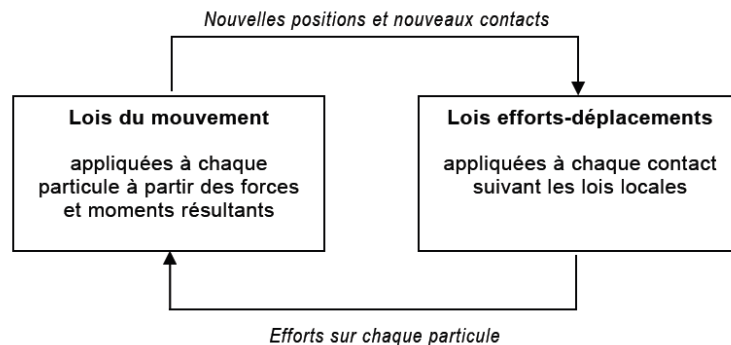 Nouvelles positions et nouveaux contacts
Lois du mouvement
appliquées à chaque
particule à partir des forces
et moments résultants
Lois efforts-déplacements
appliquées à chaque contact
suivant les lois locales
Efforts sur chaque particule